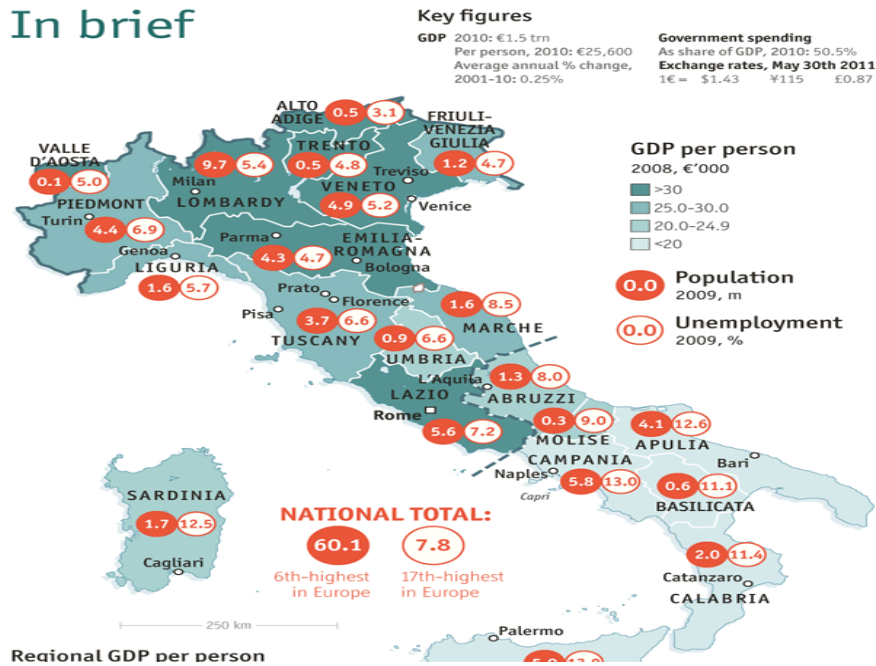 In brief
Key figures
GDP 2010: €1.5 trn
Per person, 2010: €25,600
Average annual % change,
2001-10: 0.25%
Government spending
As share of GDP, 2010: 50.5%
Exchange rates, May 30th 2011
1€ = $1.43 ¥115 £0.87
GDP per person
2008, €'000
>30
25.0-30.0
20.0-24.9
<20
0.0 Population
2009, m
0.0 Unemployment
2009, %
ALTO
ADIGE
0.5 3.1
FRIULI-
VENEZIA
GIULIA
1.2 4.7
TRENTO
0.5 4.8
VALLE
D'AOSTA
0.1 5.0
9.7 5.4
Milan
LOMBARDY
Treviso
VENETO
4.9 5.2
Venice
PIEDMONT
Turin
4.4 6.9
Parma
EMILIA-
ROMAGNA
4.3 4.7
Bologna
Genoa
LIGURIA
1.6 5.7
Prato
Florence
Pisa
3.7 6.6
TUSCANY
1.6 8.5
MARCHE
0.9 6.6
UMBRIA
L'Aquila
1.3 8.0
ABRUZZI
LAZIO
Rome
5.6 7.2
0.3 9.0
MOLISE
4.1 12.6
APULIA
Bari
CAMPANIA
Naples
5.8 13.0
Capri
0.6 11.1
BASILICATA
SARDINIA
1.7 12.5
Cagliari
NATIONAL TOTAL:
60.1 7.8
6th-highest
in Europe
17th-highest
in Europe
2.0 11.4
Catanzaro
CALABRIA
250 km
Palermo
Regional GDP per person